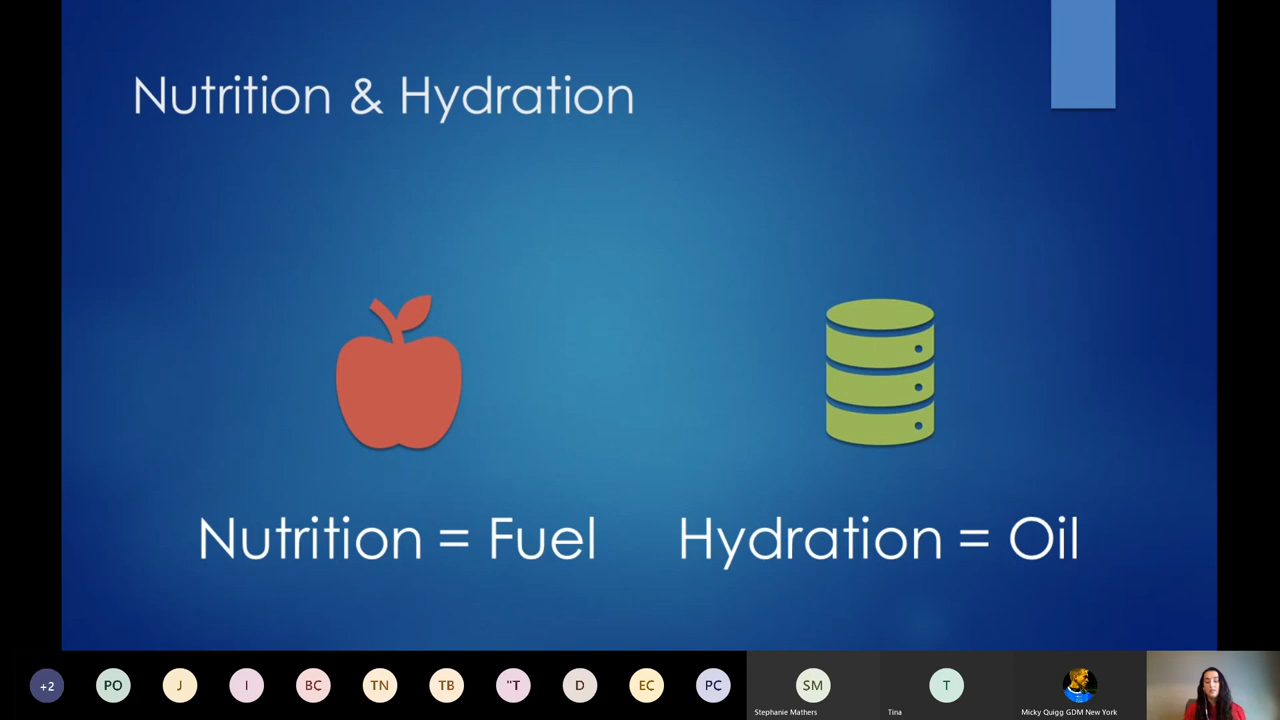 Nutrition & Hydration
Nutrition = Fuel
Hydration = Oil
+2
PO
J
I
BC
TN
TB
"T
D
EC
PC
SM
Stephanie Mathers
T
Tina
Micky Quigg GDM New York